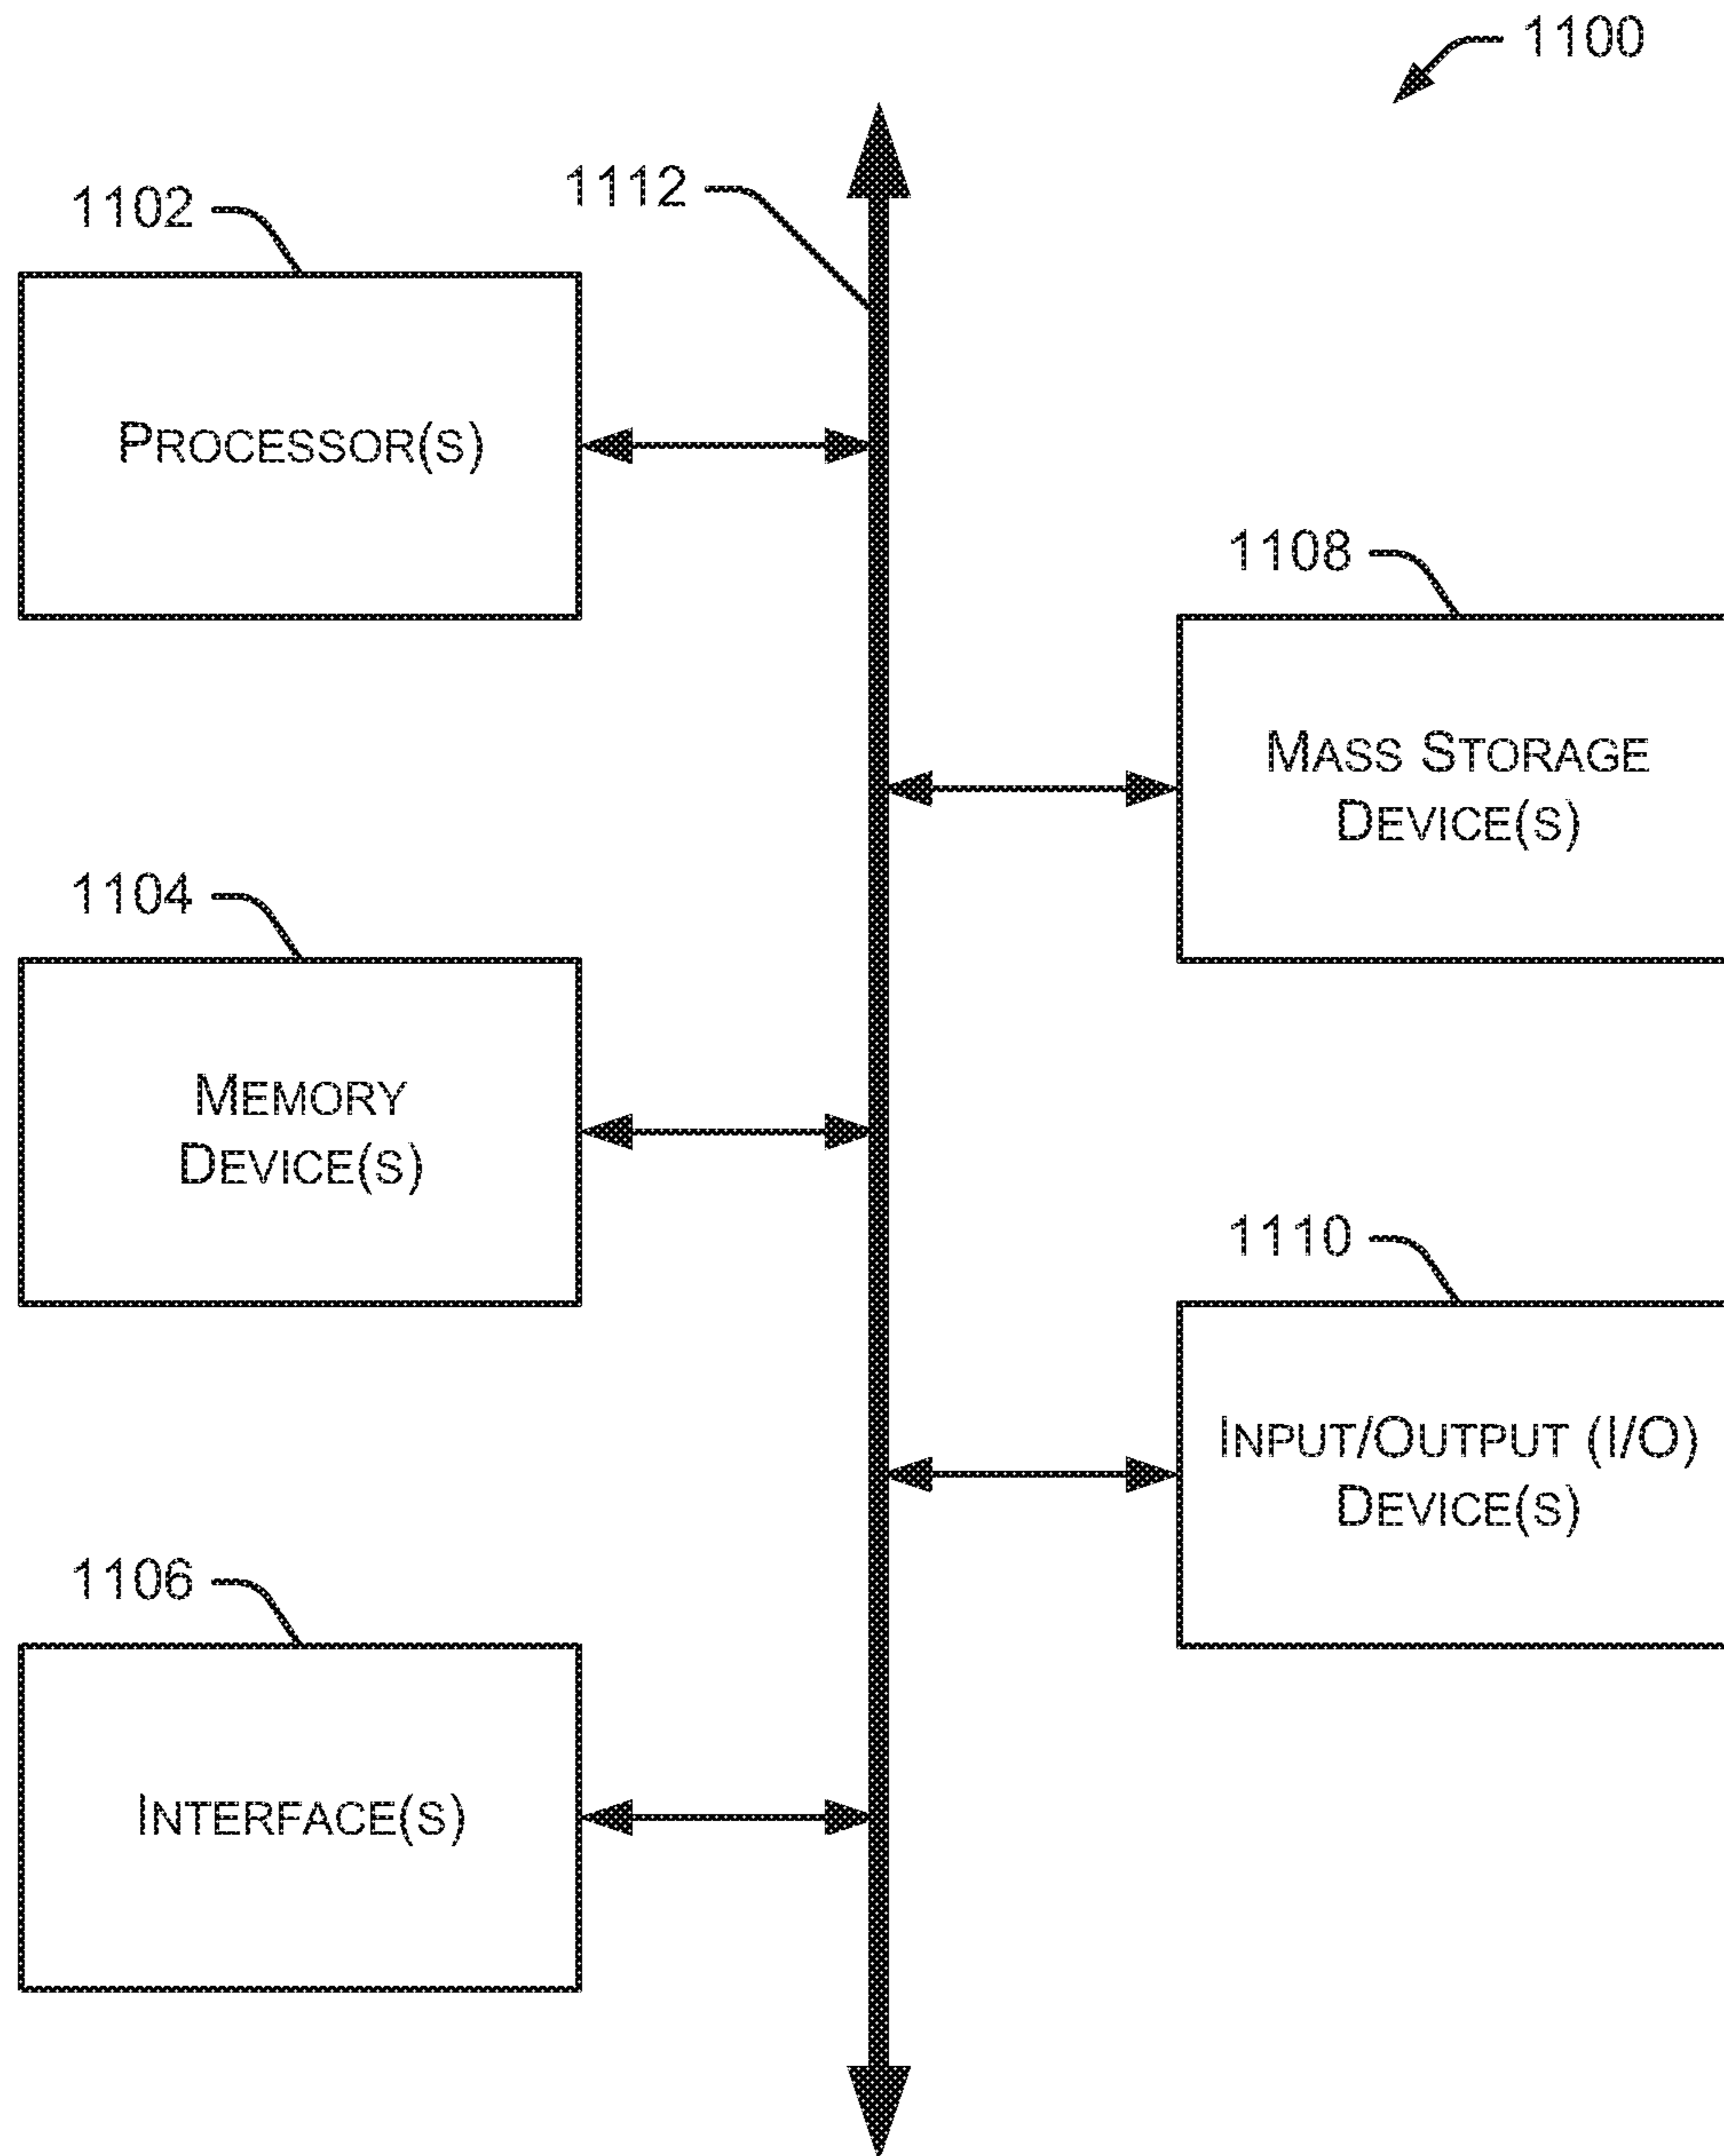 1100
1112
1102
PROCESSOR(S)
1108
MASS STORAGE
DEVICE(S)
1104
MEMORY
DEVICE(S)
1110
INPUT/OUTPUT (I/O)
DEVICE(S)
1106
INTERFACE(S)